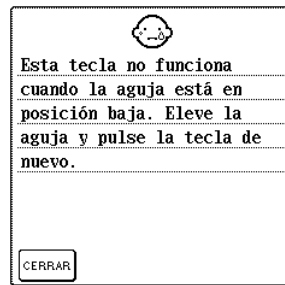 Esta tecla no funciona
cuando la aguja está en
posición baja. Eleve la
aguja y pulse la tecla de
nuevo.
CERRAR